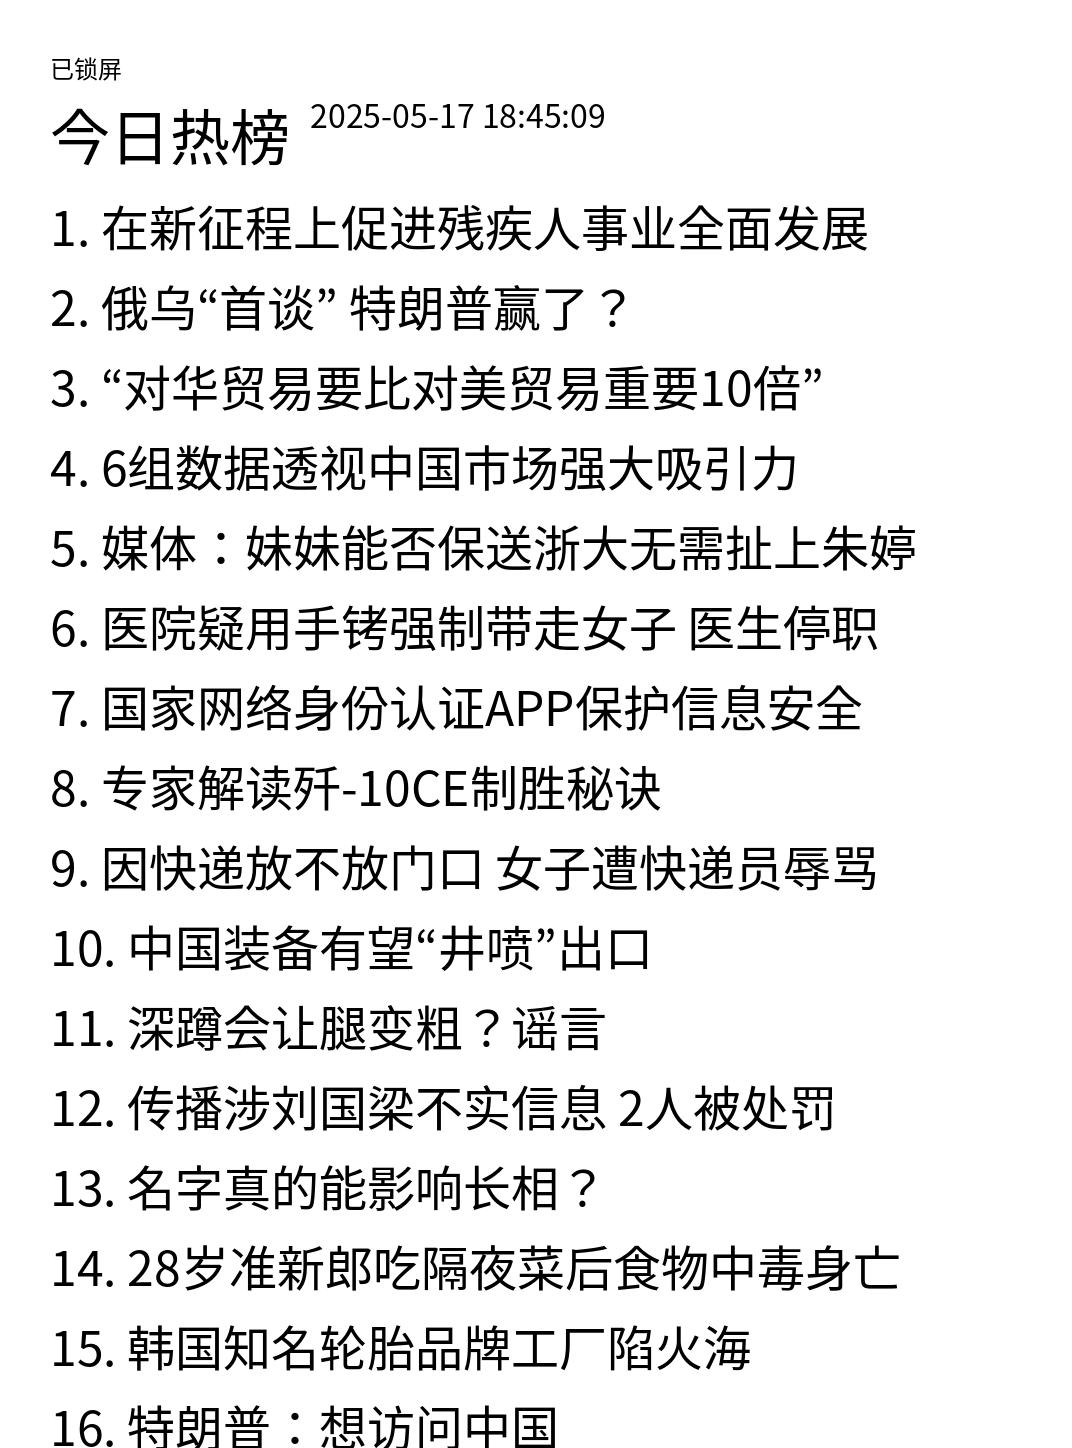 已锁屏
今日热榜 2025-05-17 18:45:09
1. 在新征程上促进残疾人事业全面发展
2. 俄乌“首谈” 特朗普赢了？
3. “对华贸易要比对美贸易重要10倍”
4. 6组数据透视中国市场强大吸引力
5. 媒体：妹妹能否保送浙大无需扯上朱婷
6. 医院疑用手铐强制带走女子 医生停职
7. 国家网络身份认证APP保护信息安全
8. 专家解读歼-10CE制胜秘诀
9. 因快递放不放门口 女子遭快递员辱骂
10. 中国装备有望“井喷”出口
11. 深蹲会让腿变粗？谣言
12. 传播涉刘国梁不实信息 2人被处罚
13. 名字真的能影响长相？
14. 28岁准新郎吃隔夜菜后食物中毒身亡
15. 韩国知名轮胎品牌工厂陷火海
16. 特朗普：想访问中国